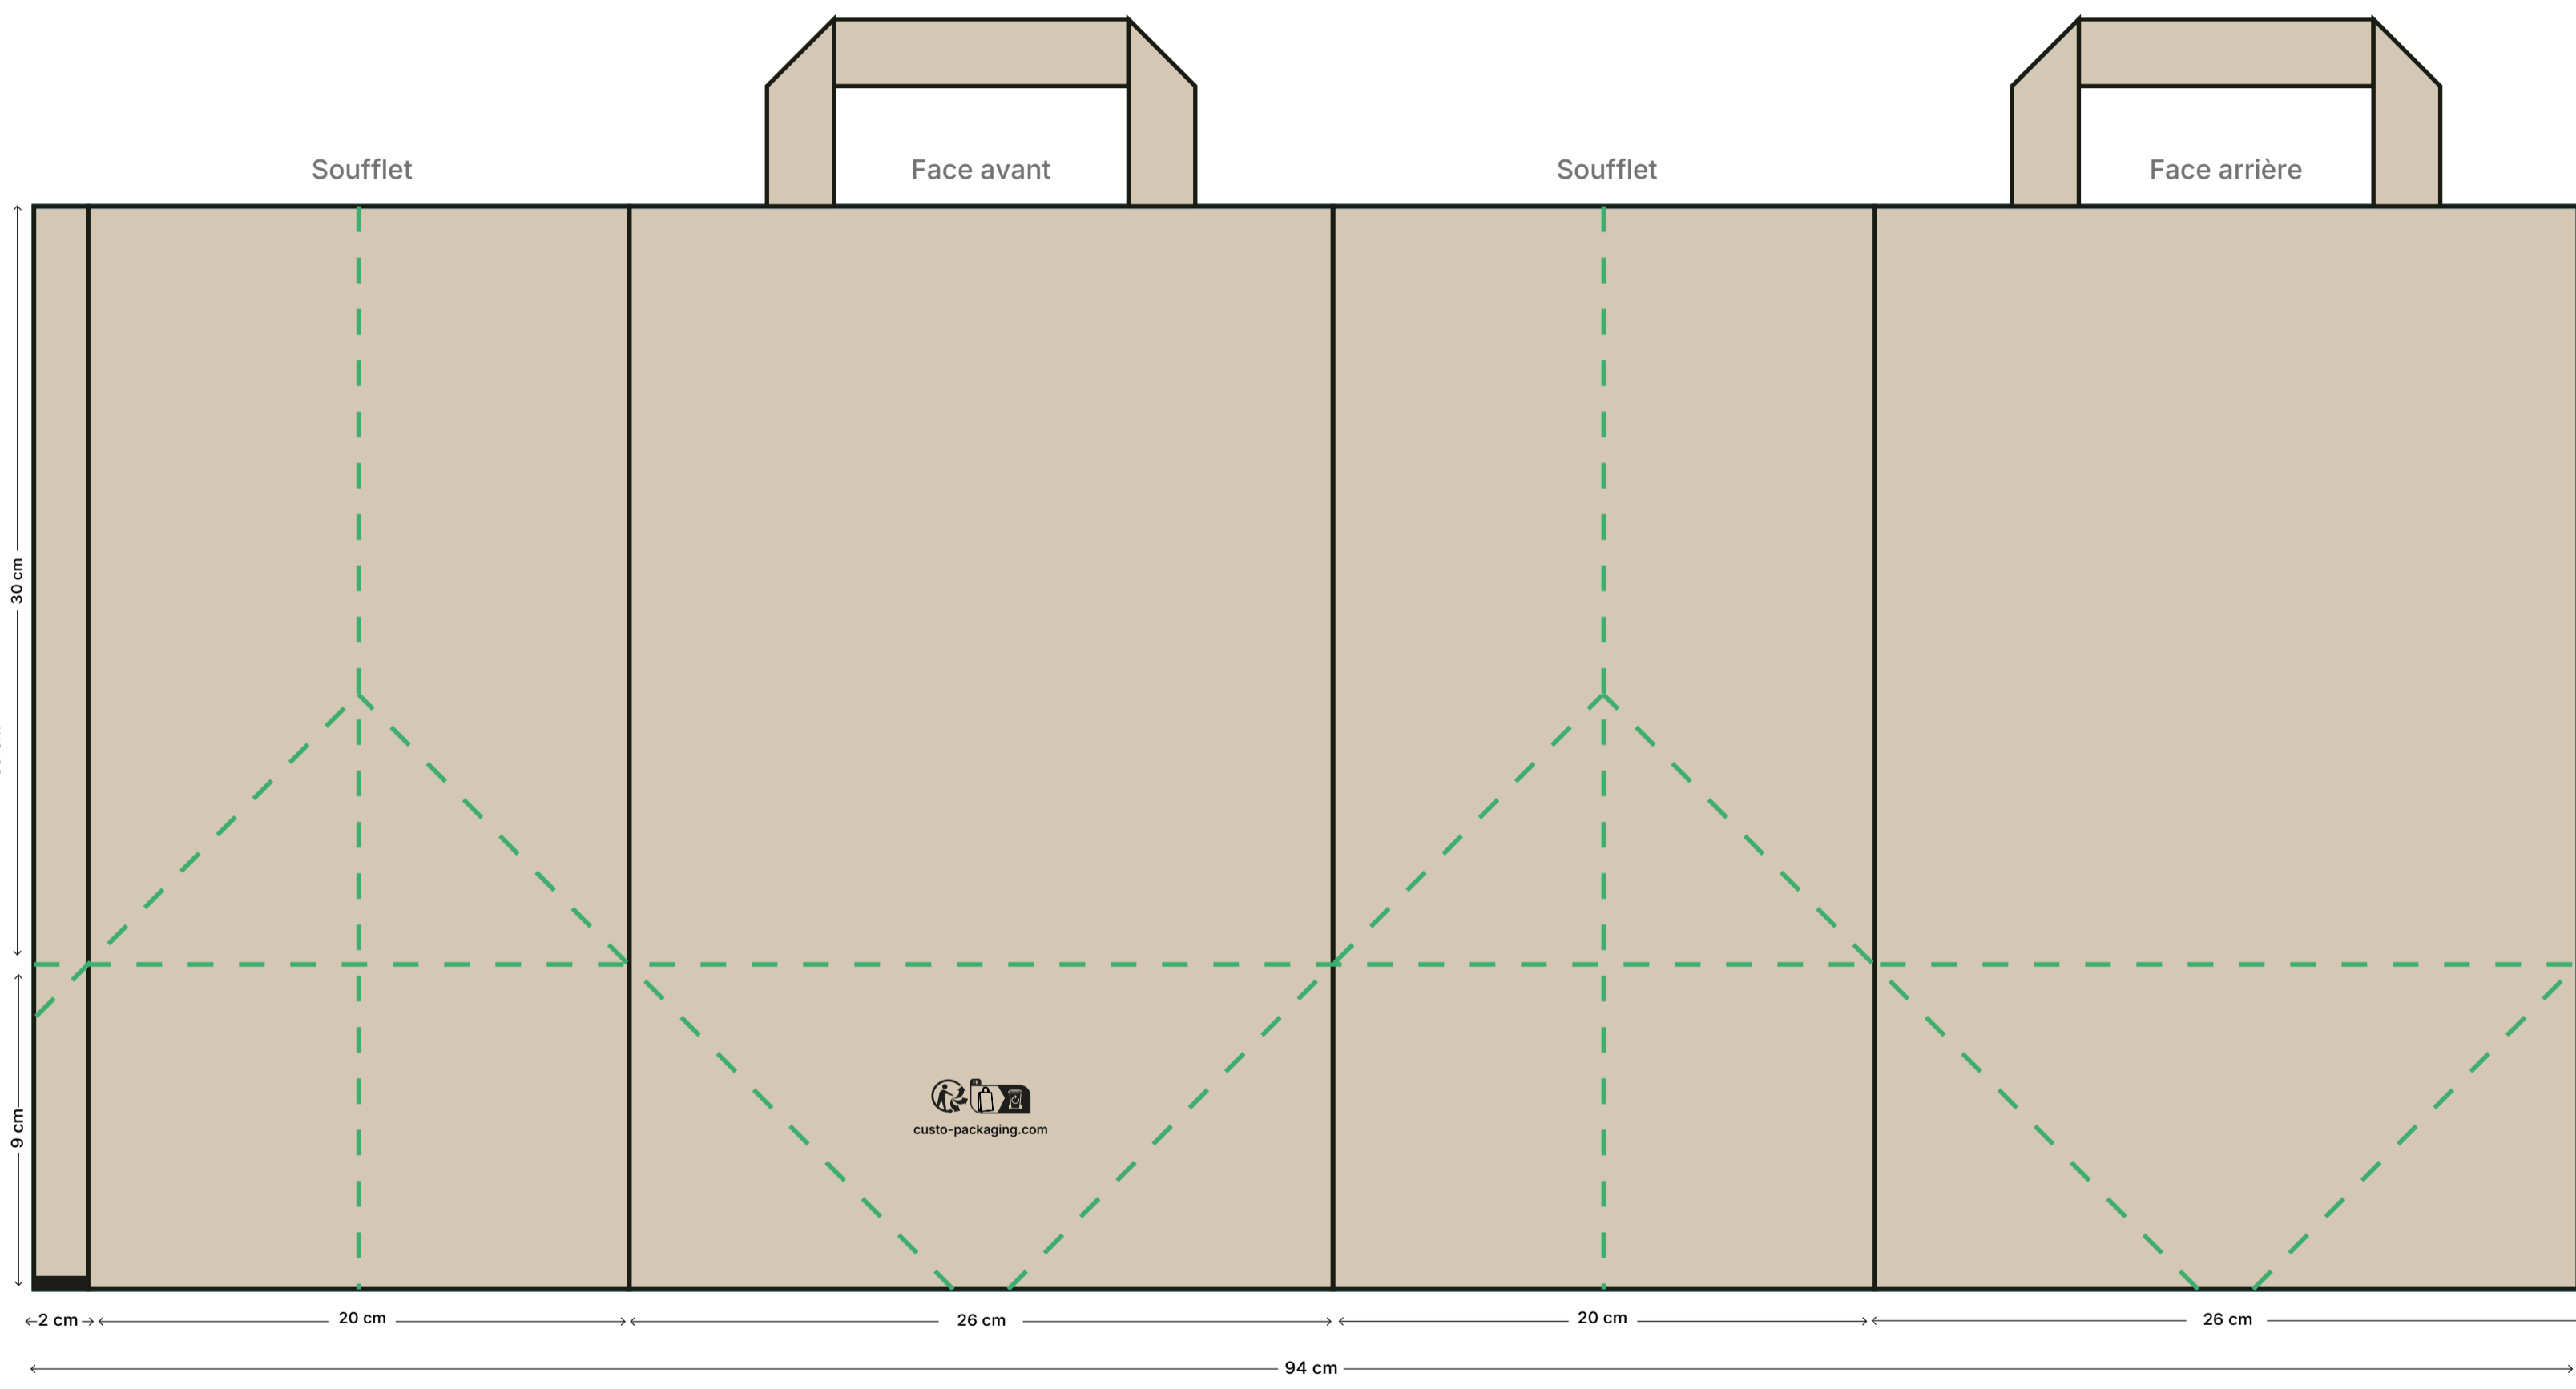 Soufflet
Face avant
Soufflet
Face arrière
30 cm
9 cm
FR
custo-packaging.com
2 cm
20 cm
26 cm
20 cm
26 cm
94 cm